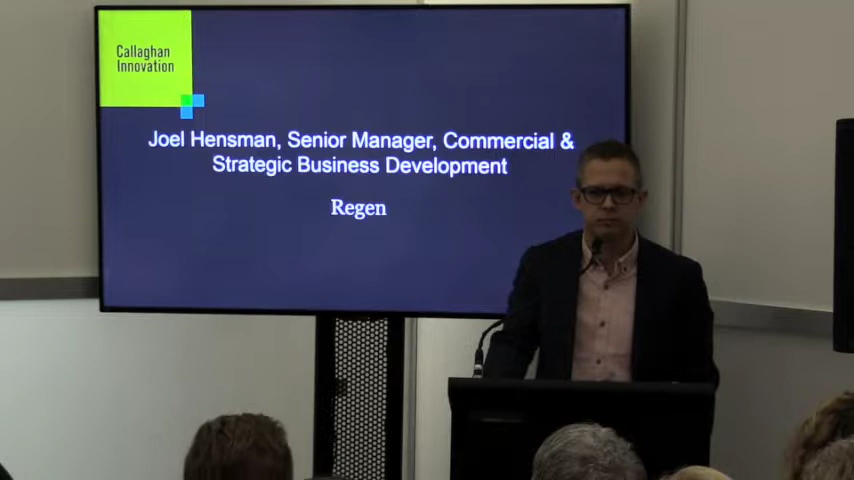 Callaghan
Innovation
Joel Hensman, Senior Manager, Commercial &
Strategic Business Development
Regen